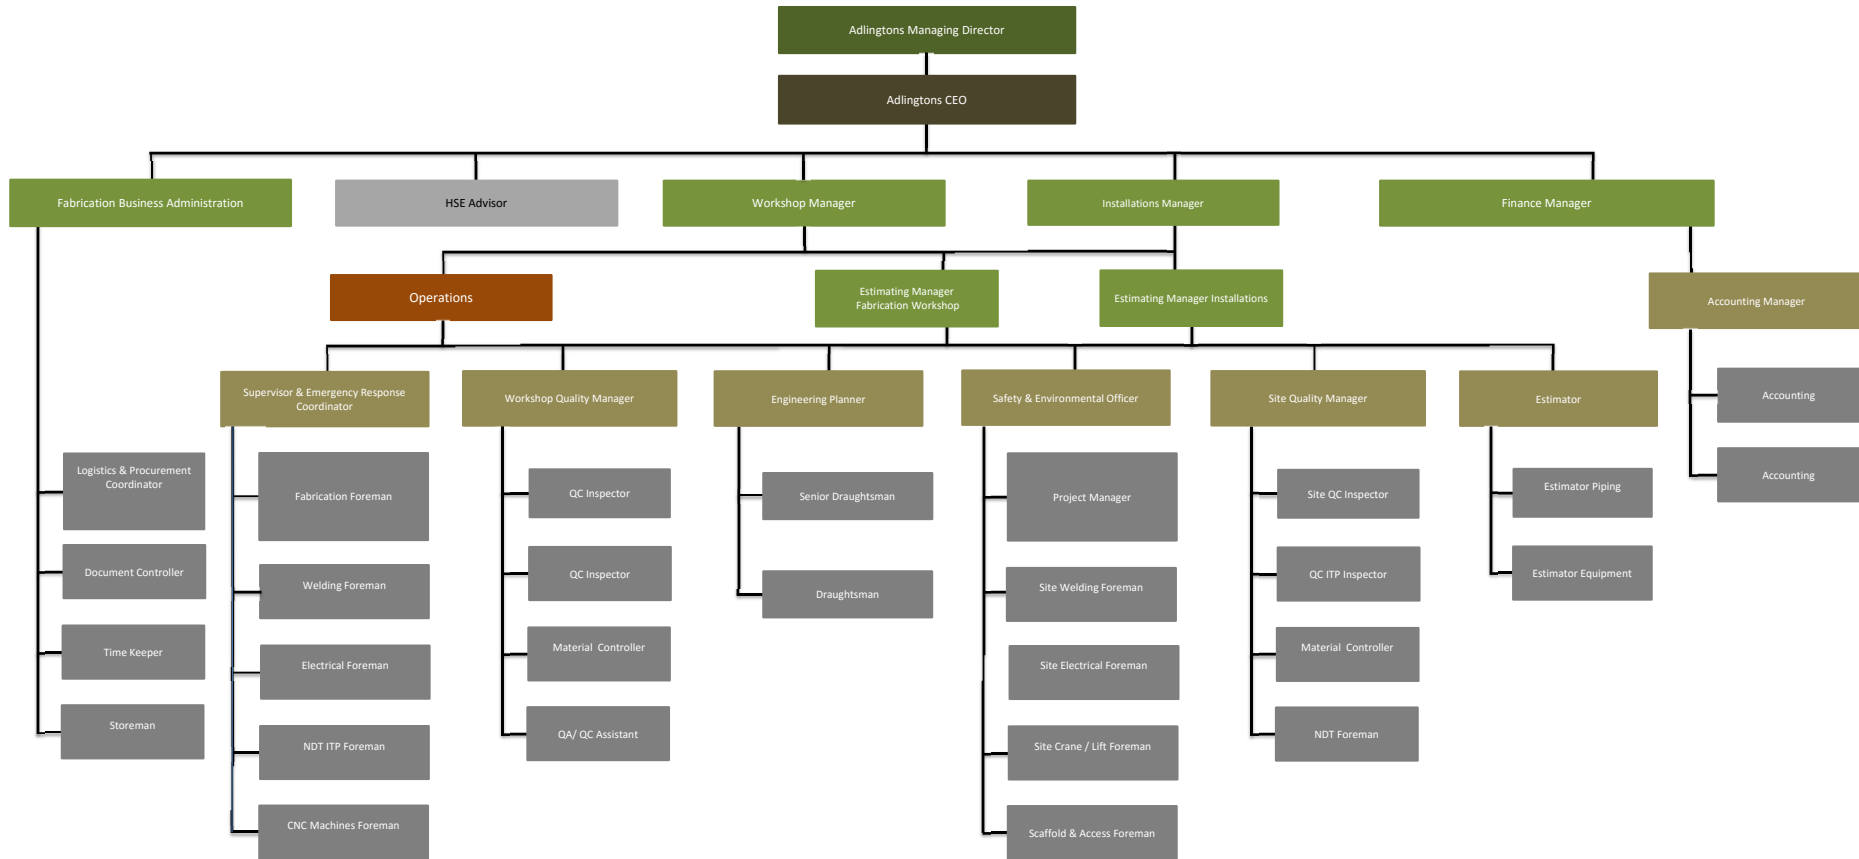 Adlingtons Managing Director
Adlingtons CEO
Fabrication Business Administration
HSE Advisor
Workshop Manager
Installations Manager
Finance Manager
Operations
Estimating Manager
Fabrication Workshop
Estimating Manager Installations
Accounting Manager
Supervisor & Emergency Response
Coordinator
Workshop Quality Manager
Engineering Planner
Safety & Environmental Officer
Site Quality Manager
Estimator
Accounting
Accounting
Logistics & Procurement
Coordinator
Document Controller
Time Keeper
Storeman
Fabrication Foreman
Welding Foreman
Electrical Foreman
NDT ITP Foreman
CNC Machines Foreman
QC Inspector
QC Inspector
Material Controller
QA/ QC Assistant
Senior Draughtsman
Draughtsman
Project Manager
Site Welding Foreman
Site Electrical Foreman
Site Crane / Lift Foreman
Scaffold & Access Foreman
Site QC Inspector
QC ITP Inspector
Material Controller
NDT Foreman
Estimator Piping
Estimator Equipment